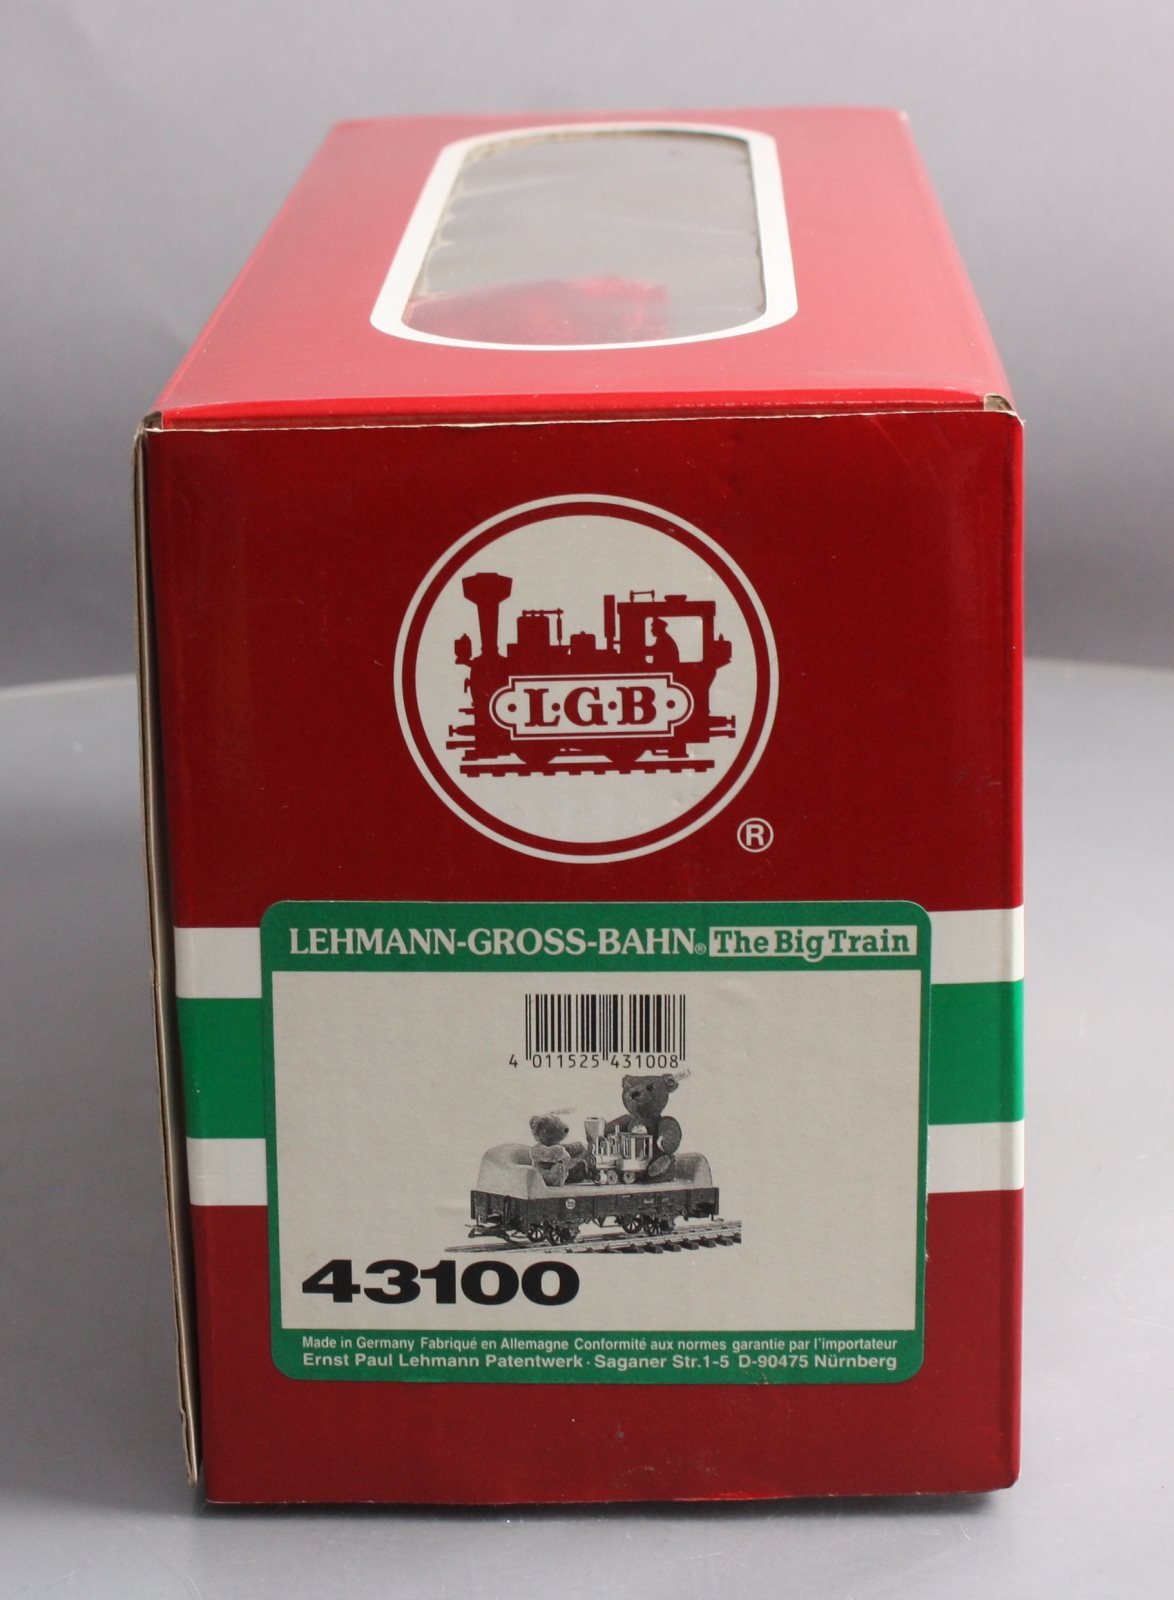 L·G·B
®
LEHMANN-GROSS-BAHN® The Big Train
4 011525 431008
43100
Made in Germany Fabriqué en Allemagne Conformité aux normes garantie par l'importateur
Ernst Paul Lehmann Patentwerk · Saganer Str.1-5 D-90475 Nürnberg